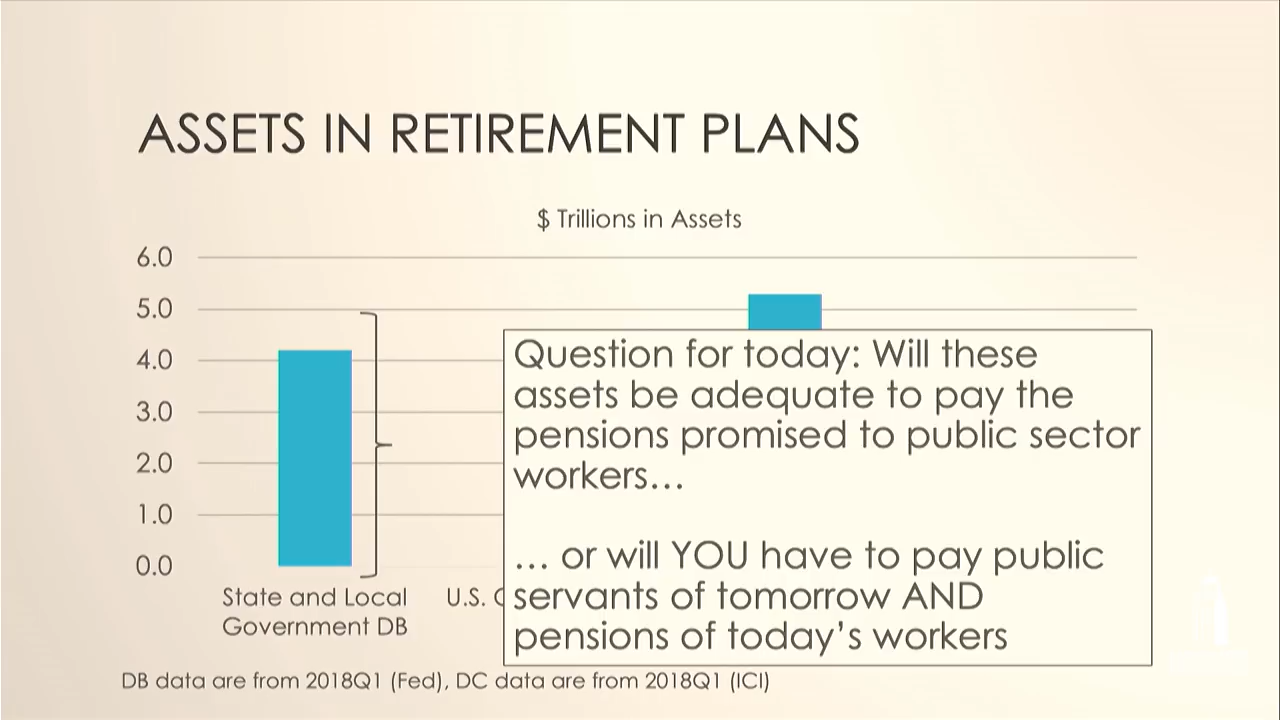 ASSETS IN RETIREMENT PLANS
$ Trillions in Assets
6.0
5.0
4.0
3.0
2.0
1.0
0.0
State and Local
Government DB
U.S.
Question for today: Will these
assets be adequate to pay the
pensions promised to public sector
workers…
… or will YOU have to pay public
servants of tomorrow AND
pensions of today’s workers
DB data are from 2018Q1 (Fed), DC data are from 2018Q1 (ICI)